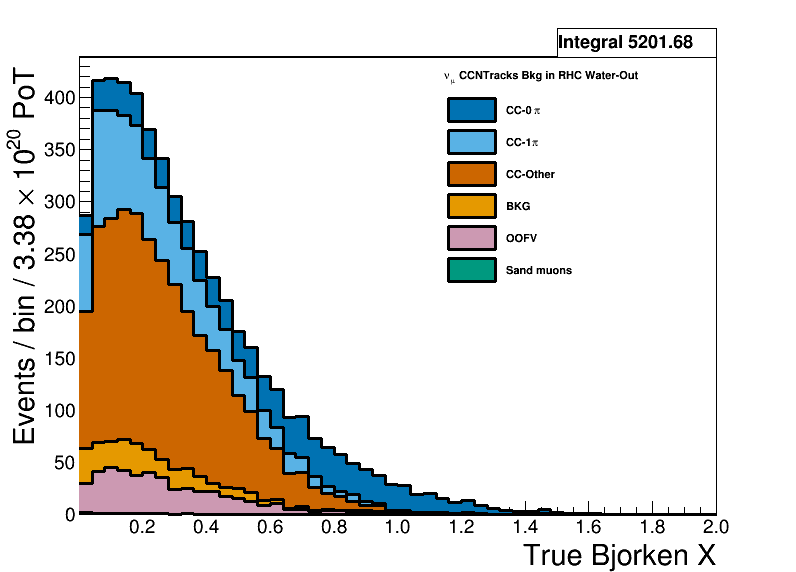 Integral 5201.68
ν_μ CCNTracks Bkg in RHC Water-Out
CC-0 π
CC-1π
CC-Other
BKG
OOFV
Sand muons
Events / bin / 3.38 × 10^20 PoT
400
350
300
250
200
150
100
50
0
0.2 0.4 0.6 0.8 1.0 1.2 1.4 1.6 1.8 2.0
True Bjorken X